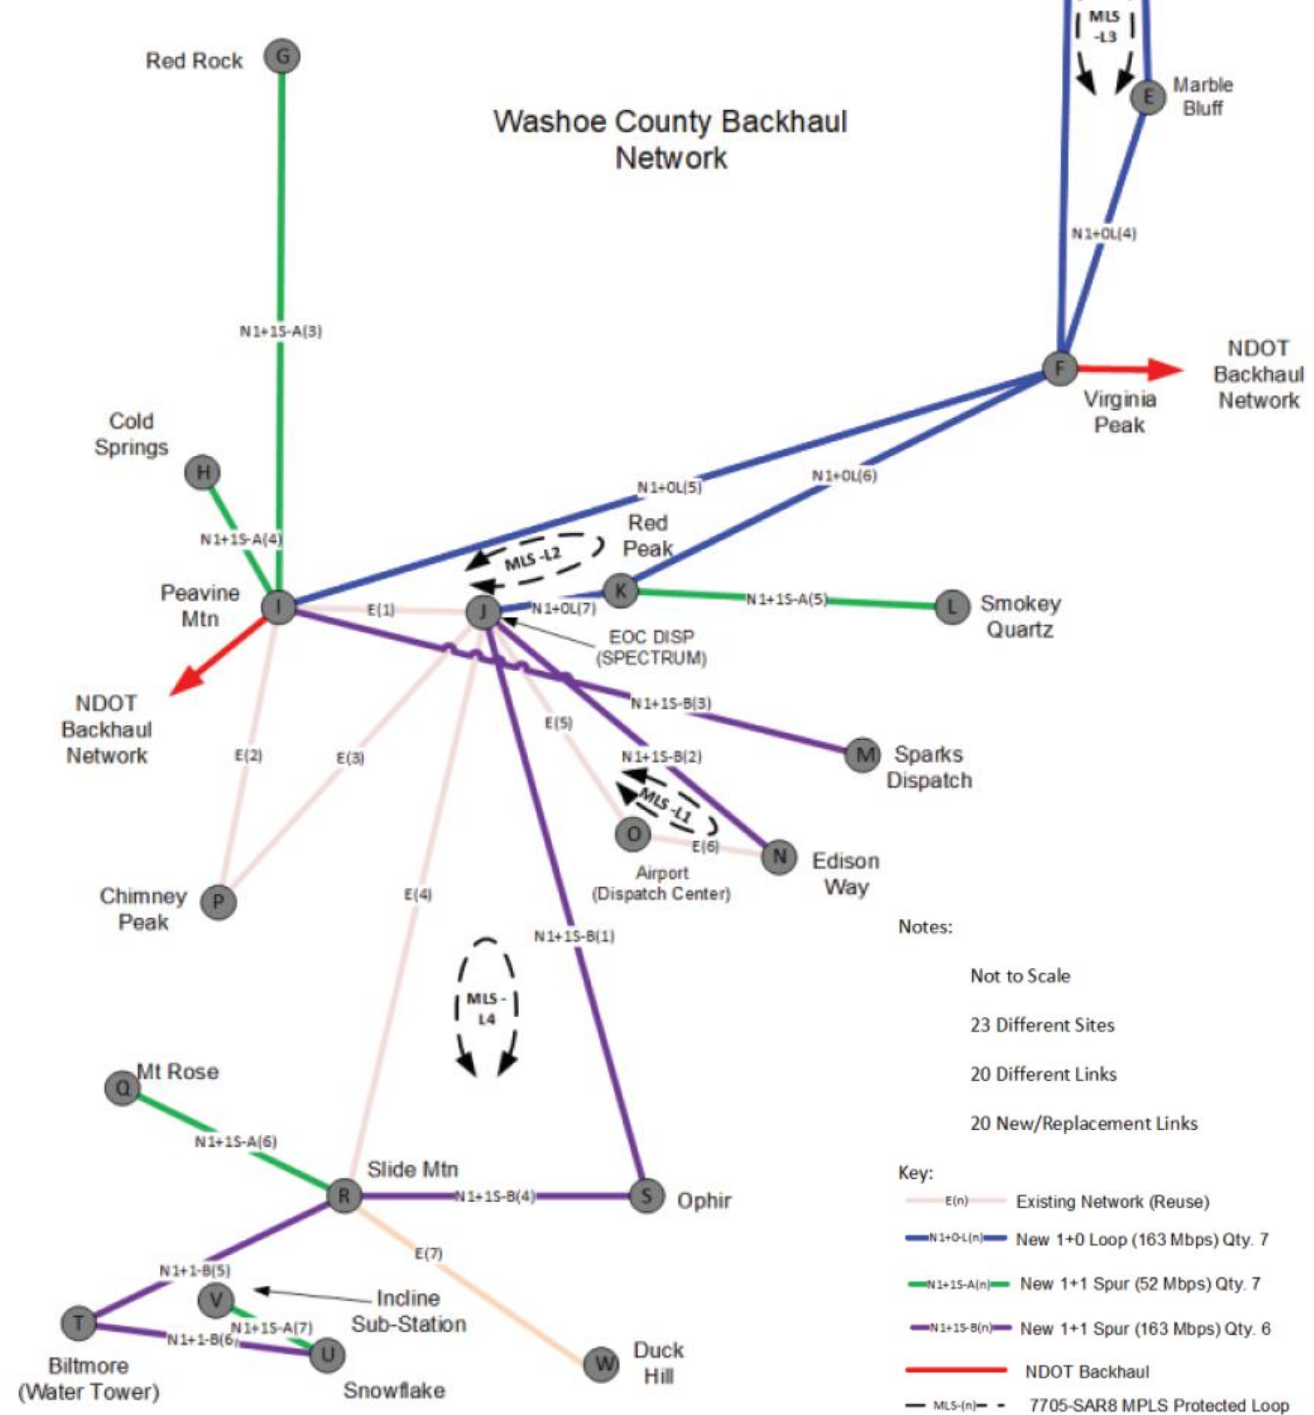 MLS
-L3
G
Red Rock
E
Marble
Bluff
Washoe County Backhaul
Network
N1+0L(4)
N1+1S-A(3)
F
NDOT
Backhaul
Network
Virginia
Peak
Cold
Springs
H
N1+0L(5)
N1+0L(6)
Red
Peak
N1+1S-A(4)
MLS -L2
Peavine
Mtn
I
E(1)
J
N1+0L(7)
K
N1+1S-A(5)
L
Smokey
Quartz
EOC DISP
(SPECTRUM)
NDOT
Backhaul
Network
N1+1S-B(3)
E(2)
E(3)
E(5)
N1+1S-B(2)
M
Sparks
Dispatch
MLS -L1
O
E(6)
N
Edison
Way
Airport
(Dispatch Center)
Chimney
Peak
P
E(4)
N1+1S-B(1)
Notes:
Not to Scale
23 Different Sites
20 Different Links
20 New/Replacement Links
MLS -
L4
Q
Mt Rose
N1+1S-A(6)
Slide Mtn
R
N1+1S-B(4)
S
Ophir
Key:
E(n)
Existing Network (Reuse)
N1+0-L(n)
New 1+0 Loop (163 Mbps) Qty. 7
N1+1S-A(n)
New 1+1 Spur (52 Mbps) Qty. 7
N1+1S-B(n)
New 1+1 Spur (163 Mbps) Qty. 6
NDOT Backhaul
MLS-(n)
7705-SAR8 MPLS Protected Loop
E(7)
N1+1-B(5)
V
Incline
Sub-Station
T
N1+1S-A(7)
N1+1-B(6)
U
Biltmore
(Water Tower)
Snowflake
W
Duck
Hill